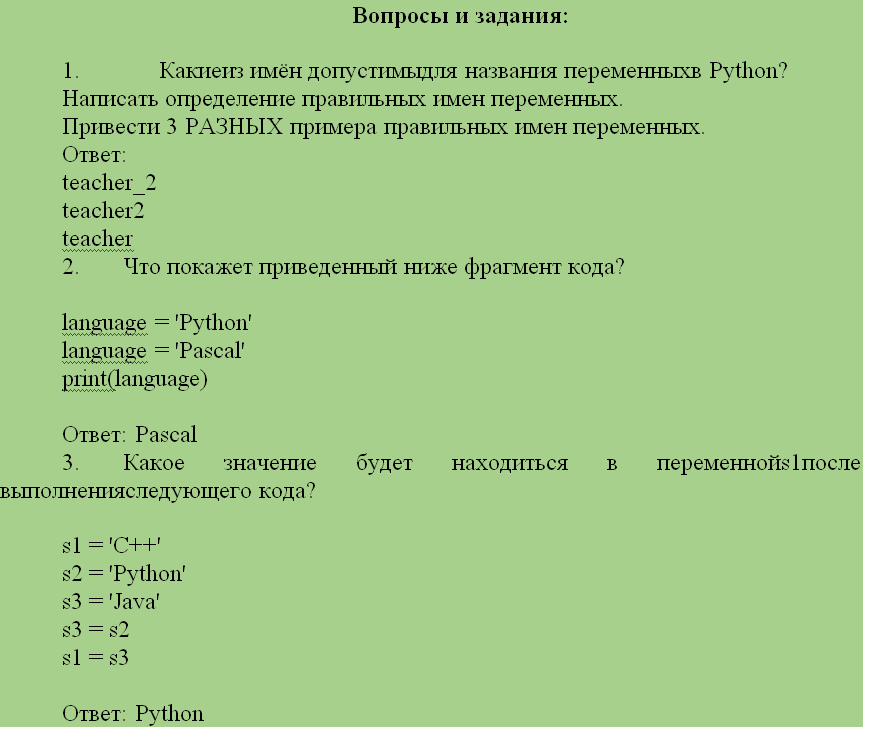 Вопросы и задания:
1. Какиеиз имён допустимыдля названия переменныхв Python?
Написать определение правильных имен переменных.
Привести 3 РАЗНЫХ примера правильных имен переменных.
Ответ:
teacher_2
teacher2
teacher
2. Что покажет приведенный ниже фрагмент кода?
language = 'Python'
language = 'Pascal'
print(language)
Ответ: Pascal
3. Какое значение будет находиться в переменнойs1после
выполненияследующего кода?
s1 = 'C++'
s2 = 'Python'
s3 = 'Java'
s3 = s2
s1 = s3
Ответ: Python